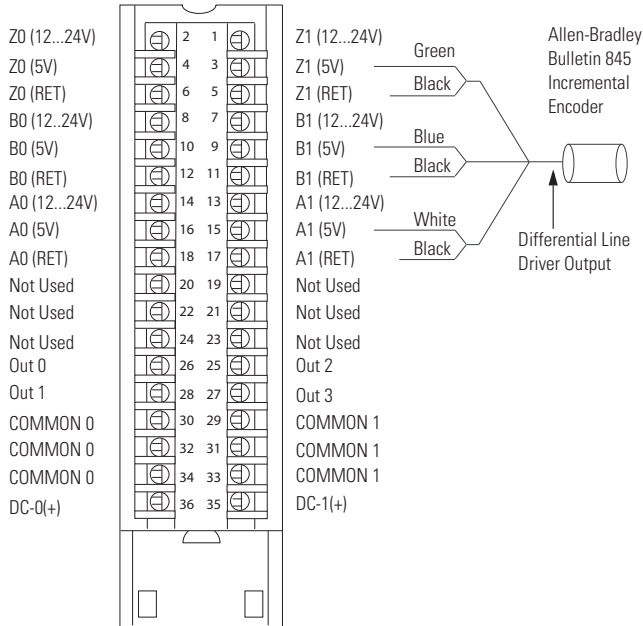 Z0 (12...24V) 2 1 Z1 (12...24V)
Z0 (5V) 4 3 Z1 (5V) Green
Z0 (RET) 6 5 Z1 (RET) Black
B0 (12...24V) 8 7 B1 (12...24V)
B0 (5V) 10 9 B1 (5V) Blue
B0 (RET) 12 11 B1 (RET) Black
A0 (12...24V) 14 13 A1 (12...24V)
A0 (5V) 16 15 A1 (5V) White
A0 (RET) 18 17 A1 (RET) Black
Not Used 20 19 Not Used
Not Used 22 21 Not Used
Not Used 24 23 Not Used
Out 0 26 25 Out 2
Out 1 28 27 Out 3
COMMON 0 30 29 COMMON 1
COMMON 0 32 31 COMMON 1
COMMON 0 34 33 COMMON 1
DC-0(+) 36 35 DC-1(+)
Allen-Bradley
Bulletin 845
Incremental
Encoder
Differential Line
Driver Output